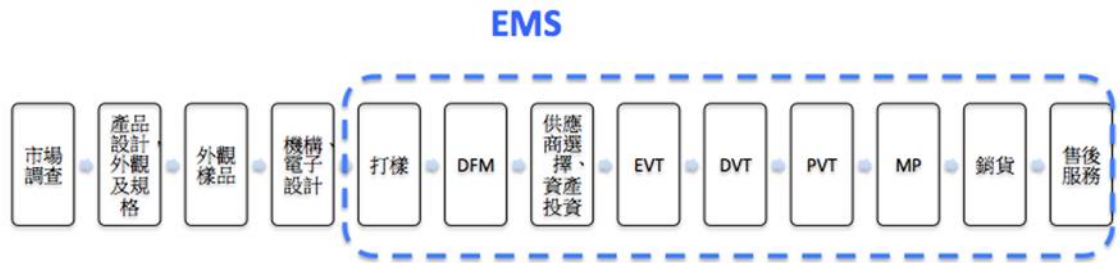 EMS
市場
調查
產品
設計，
外觀
及規
格
外觀
樣品
機構、
電子
設計
打樣
DFM
供應
商選
擇、
資產
投資
EVT
DVT
PVT
MP
銷貨
售後
服務